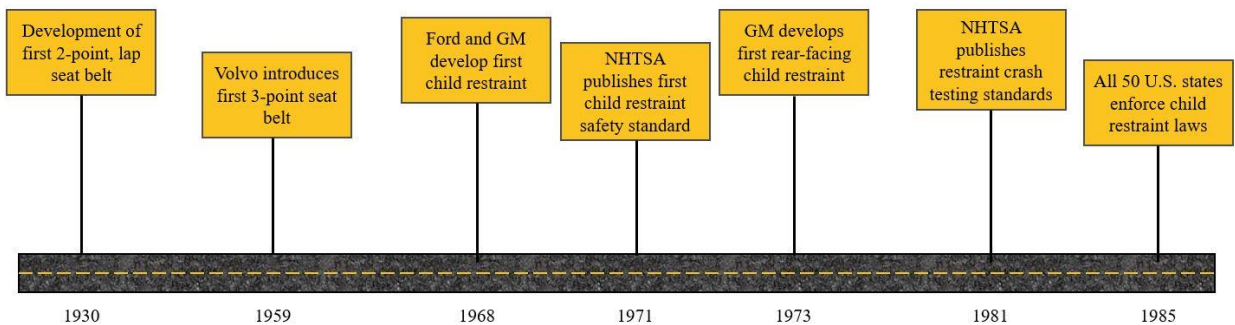 Development of
first 2-point, lap
seat belt
Volvo introduces
first 3-point seat
belt
Ford and GM
develop first
child restraint
NHTSA
publishes first
child restraint
safety standard
GM develops
first rear-facing
child restraint
NHTSA
publishes
restraint crash
testing standards
All 50 U.S. states
enforce child
restraint laws
1930
1959
1968
1971
1973
1981
1985